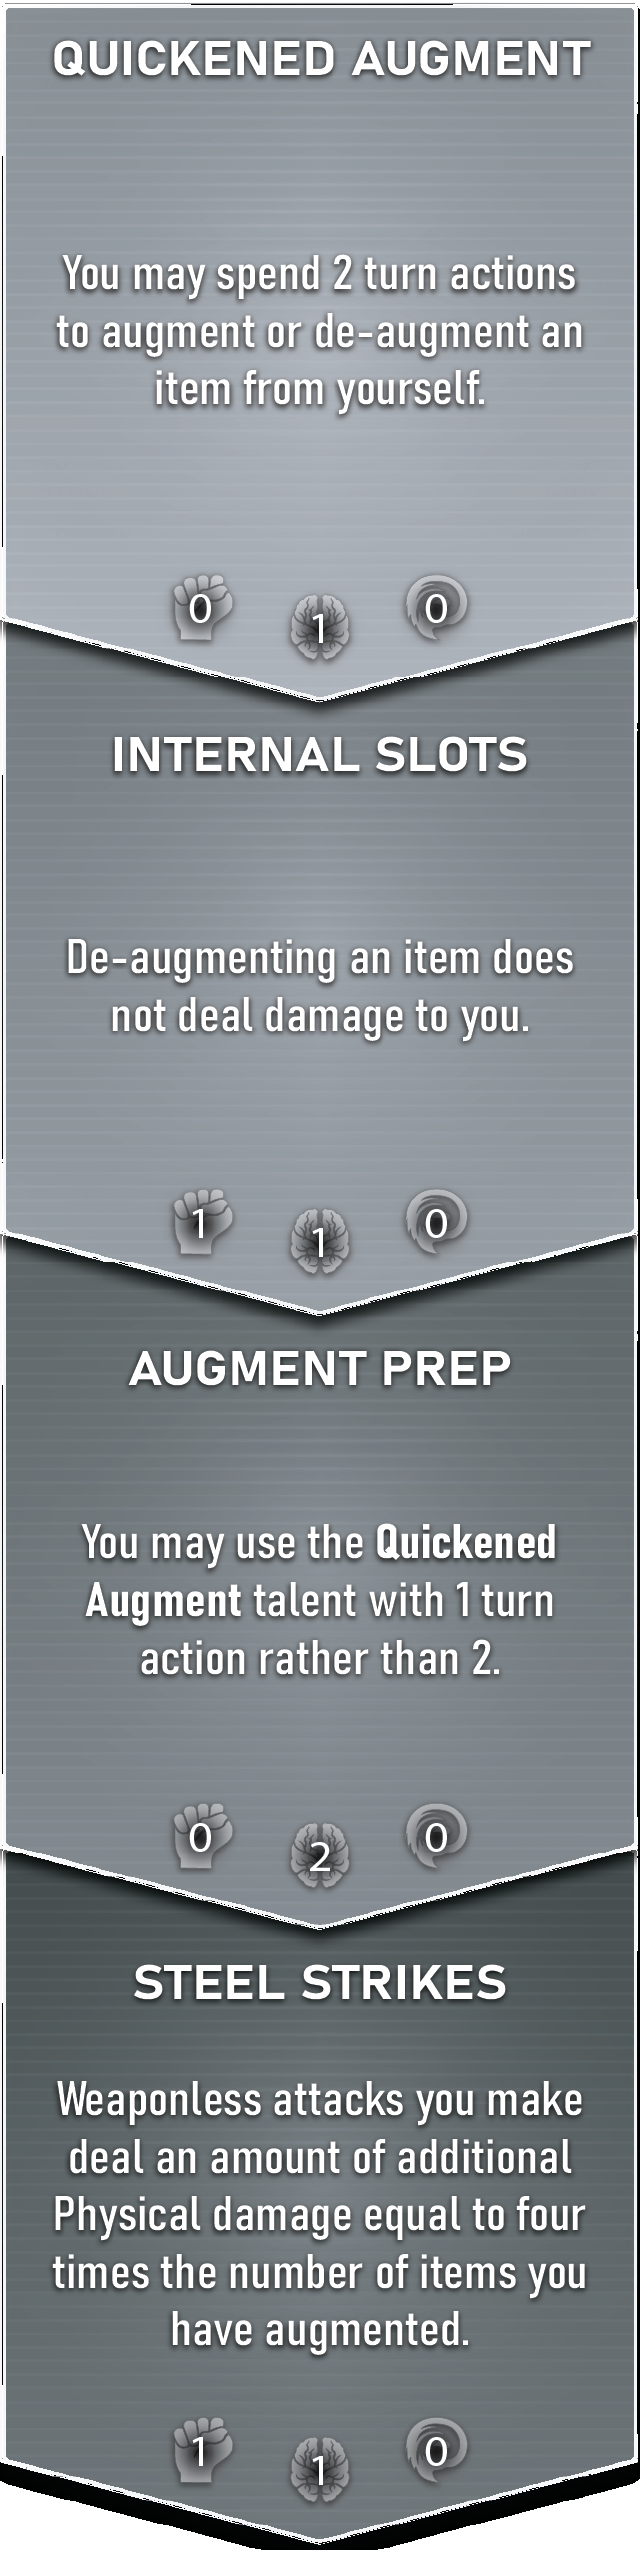 QUICKENED AUGMENT
You may spend 2 turn actions
to augment or de-augment an
item from yourself.
0 1 0
INTERNAL SLOTS
De-augmenting an item does
not deal damage to you.
1 1 0
AUGMENT PREP
You may use the Quickened
Augment talent with 1 turn
action rather than 2.
0 2 0
STEEL STRIKES
Weaponless attacks you make
deal an amount of additional
Physical damage equal to four
times the number of items you
have augmented.
1 1 0